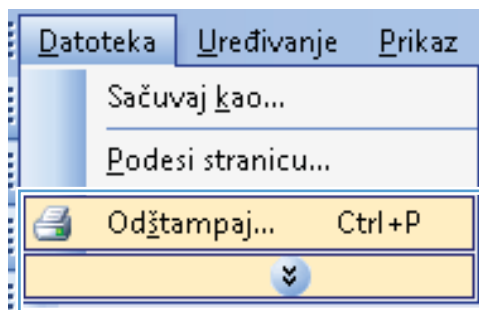 Datoteka Uređivanje Prikaz
Sačuvaj kao...
Podesi stranicu...
Odštampaj... Ctrl+P